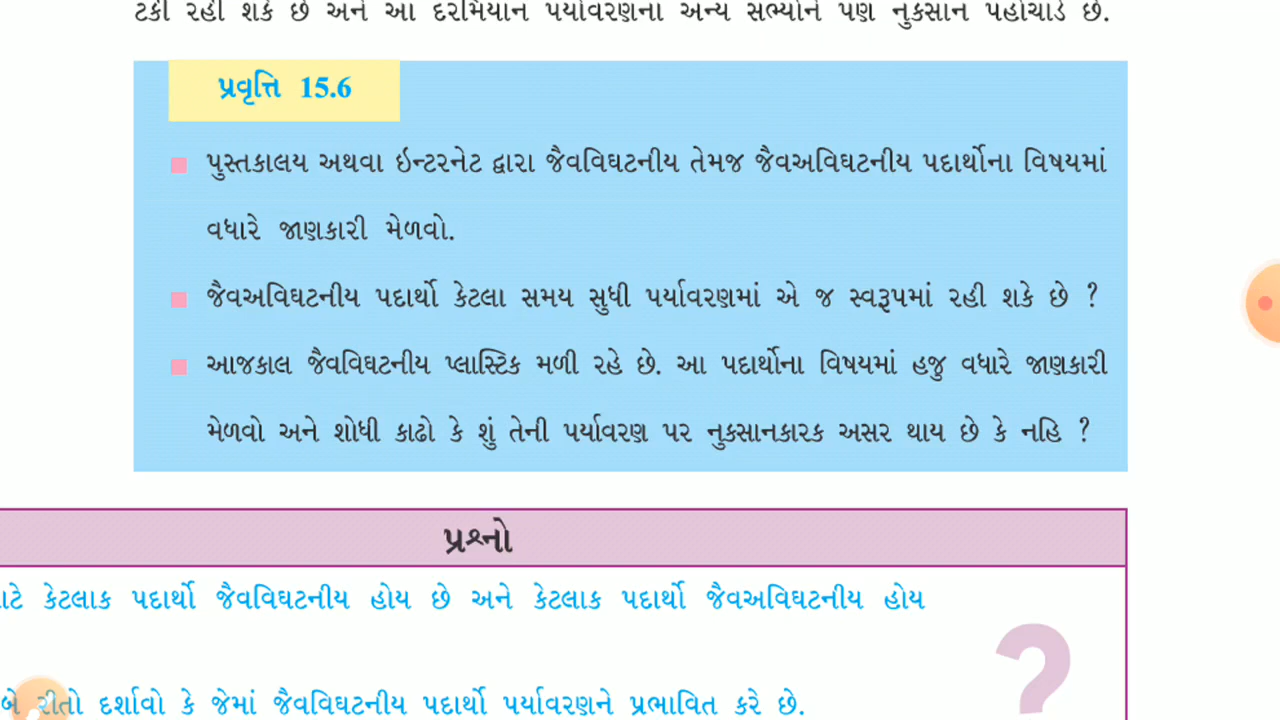 ટકી રહી શકે છે અને આ દરમિયાન પર્યાવરણના અન્ય સભ્યોને પણ નુકસાન પહોંચાડે છે.
પ્રવૃત્તિ 15.6
પુસ્તકાલય અથવા ઇન્ટરનેટ દ્વારા જૈવવિઘટનીય તેમજ જૈવઅવિઘટનીય પદાર્થોના વિષયમાં
વધારે જાણકારી મેળવો.
જૈવઅવિઘટનીય પદાર્થો કેટલા સમય સુધી પર્યાવરણમાં એ જ સ્વરૂપમાં રહી શકે છે ?
આજકાલ જૈવવિઘટનીય પ્લાસ્ટિક મળી રહે છે. આ પદાર્થોના વિષયમાં હજુ વધારે જાણકારી
મેળવો અને શોધી કાઢો કે શું તેની પર્યાવરણ પર નુકસાનકારક અસર થાય છે કે નહિ ?
પ્રશ્નો
કેટલાક પદાર્થો જૈવવિઘટનીય હોય છે અને કેટલાક પદાર્થો જૈવઅવિઘટનીય હોય
?
બે રીતો દર્શાવો કે જેમાં જૈવવિઘટનીય પદાર્થો પર્યાવરણને પ્રભાવિત કરે છે.